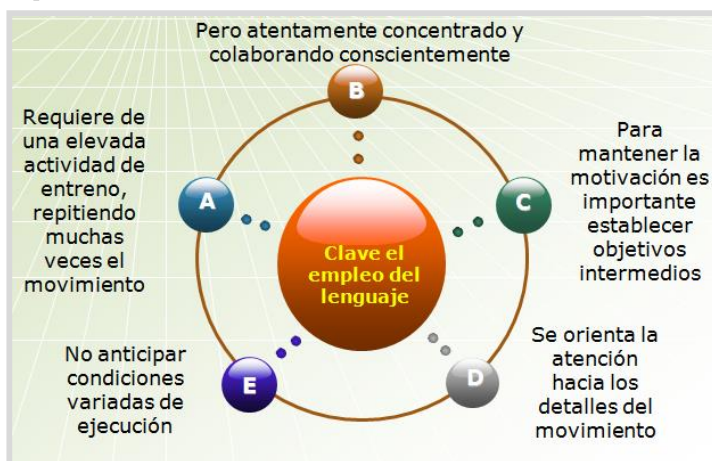 Pero atentamente concentrado y
colaborando conscientemente
B
Requiere de
una elevada
actividad de
entreno,
repitiendo
muchas
veces el
movimiento
A
Para
mantener la
motivación es
importante
establecer
objetivos
intermedios
C
Clave el
empleo del
lenguaje
No anticipar
condiciones
variadas de
ejecución
E
Se orienta la
atención
hacia los
detalles del
movimiento
D